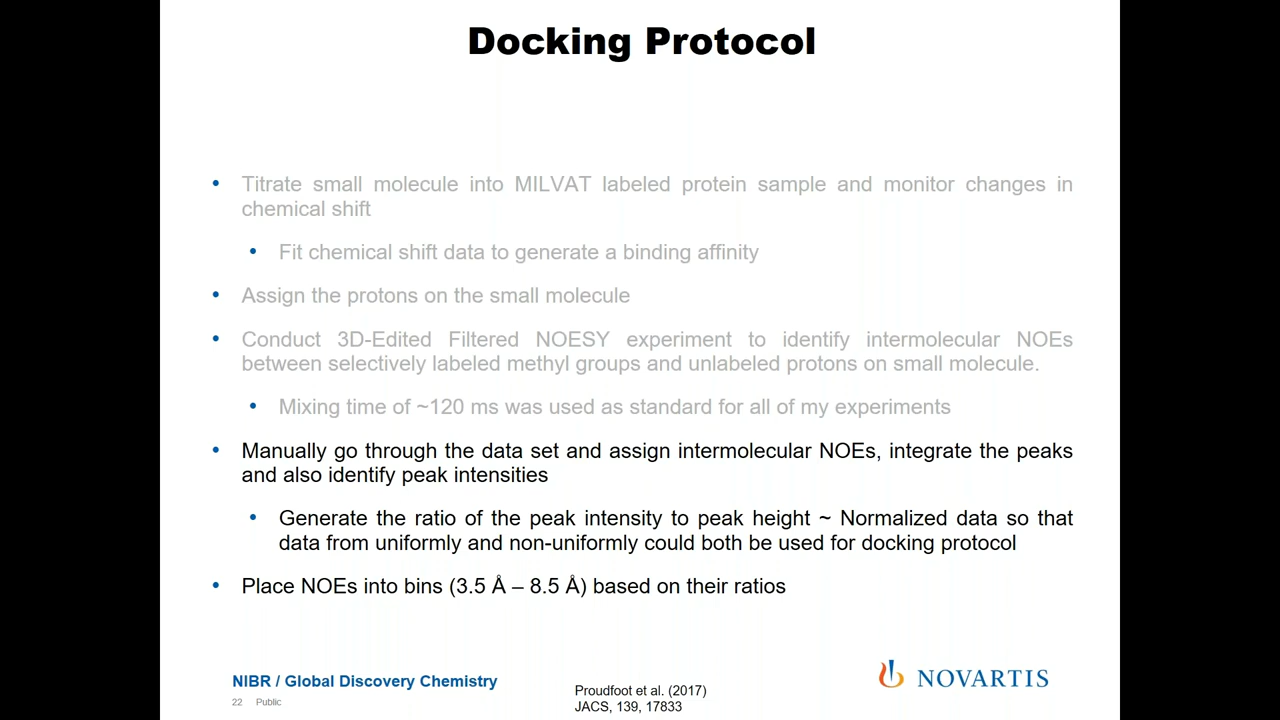 Docking Protocol
• Titrate small molecule into MILVAT labeled protein sample and monitor changes in
chemical shift
• Fit chemical shift data to generate a binding affinity
• Assign the protons on the small molecule
• Conduct 3D-Edited Filtered NOESY experiment to identify intermolecular NOEs
between selectively labeled methyl groups and unlabeled protons on small molecule.
• Mixing time of ~120 ms was used as standard for all of my experiments
• Manually go through the data set and assign intermolecular NOEs, integrate the peaks
and also identify peak intensities
• Generate the ratio of the peak intensity to peak height ~ Normalized data so that
data from uniformly and non-uniformly could both be used for docking protocol
• Place NOEs into bins (3.5 Å – 8.5 Å) based on their ratios
NIBR / Global Discovery Chemistry
22 Public
Proudfoot et al. (2017)
JACS, 139, 17833
NOVARTIS